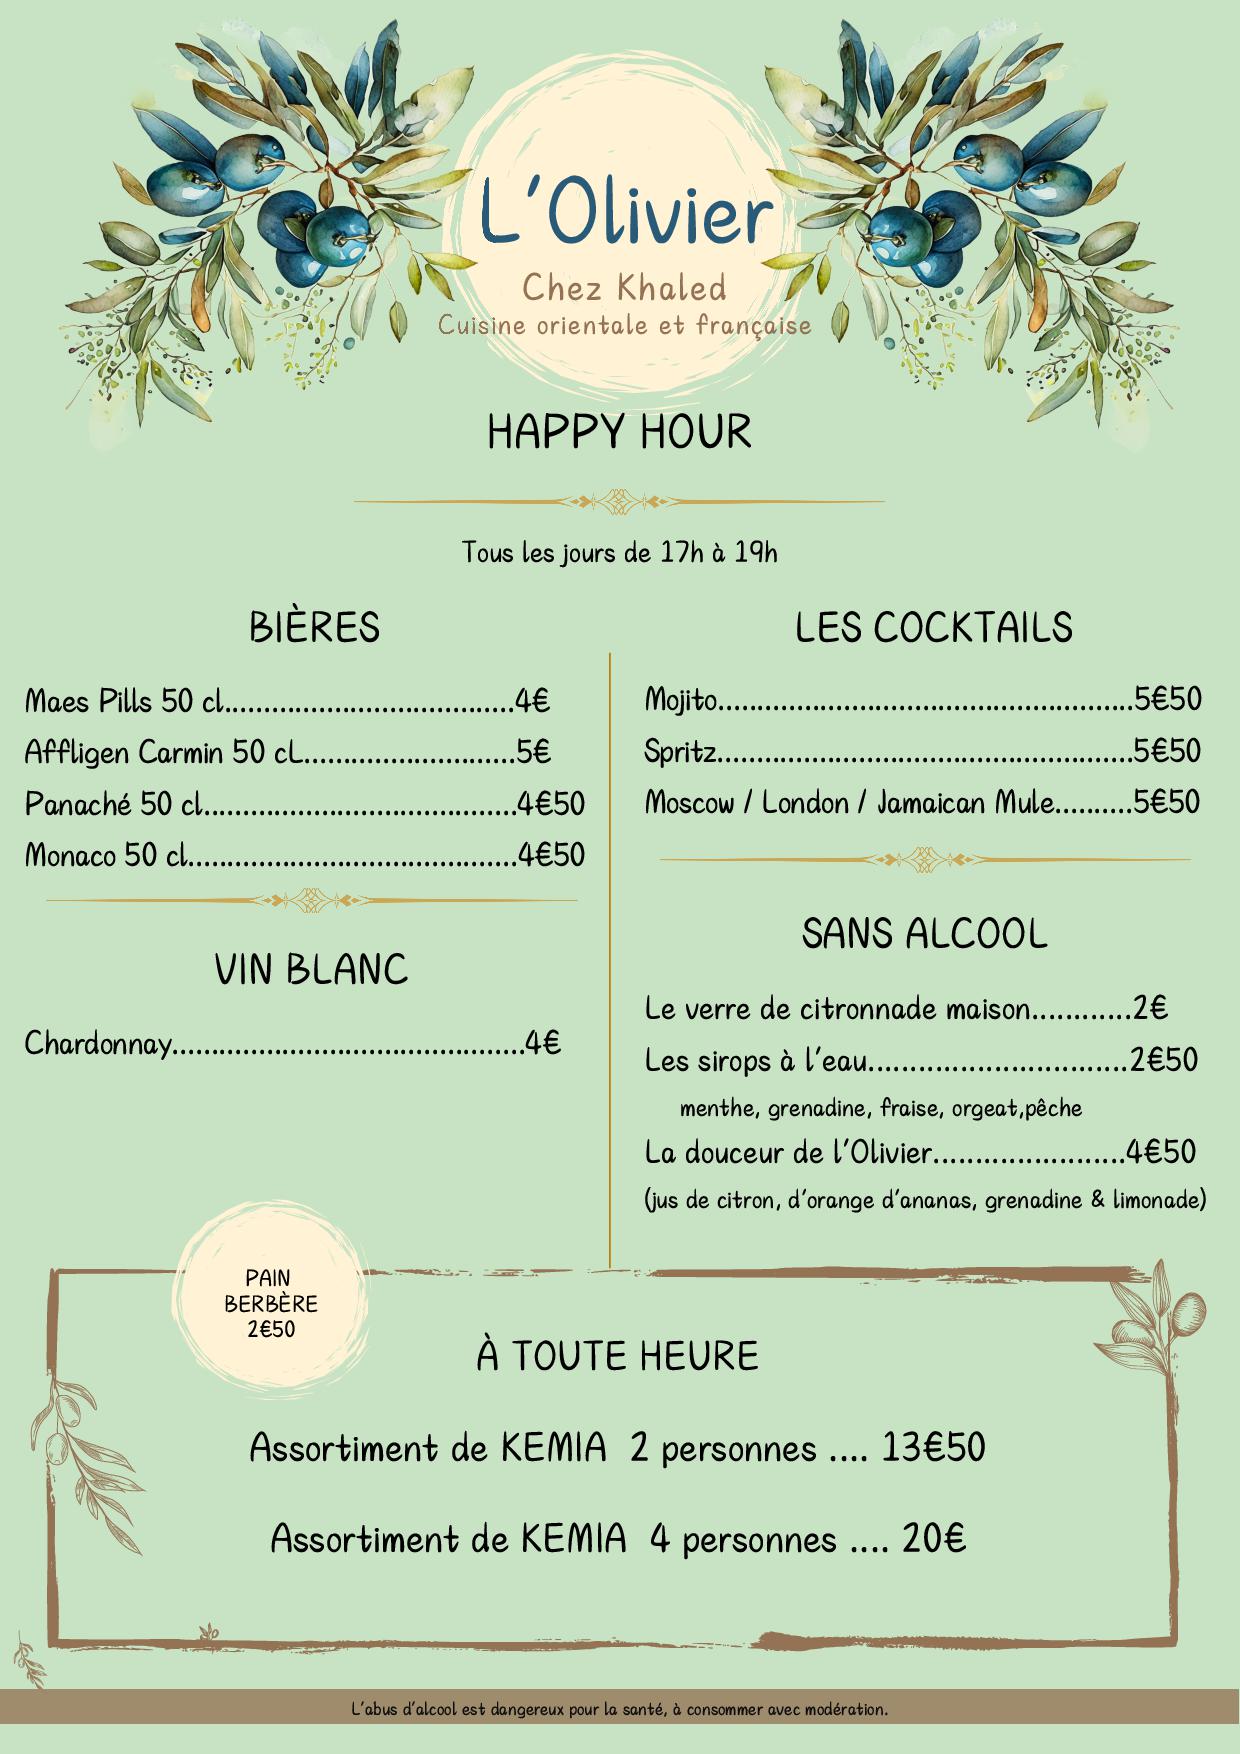 L'Olivier
Chez Khaled
Cuisine orientale et française
HAPPY HOUR
Tous les jours de 17h à 19h
BIÈRES
Maes Pills 50 cl.....................................4€
Affligen Carmin 50 cL...........................5€
Panaché 50 cl........................................4€50
Monaco 50 cl..........................................4€50
VIN BLANC
Chardonnay.............................................4€
LES COCKTAILS
Mojito.....................................................5€50
Spritz.....................................................5€50
Moscow / London / Jamaican Mule..........5€50
SANS ALCOOL
Le verre de citronnade maison............2€
Les sirops à l'eau...............................2€50
menthe, grenadine, fraise, orgeat,pêche
La douceur de l'Olivier.......................4€50
(jus de citron, d'orange d'ananas, grenadine & limonade)
PAIN
BERBÈRE
2€50
À TOUTE HEURE
Assortiment de KEMIA 2 personnes .... 13€50
Assortiment de KEMIA 4 personnes .... 20€
L'abus d'alcool est dangereux pour la santé, à consommer avec modération.